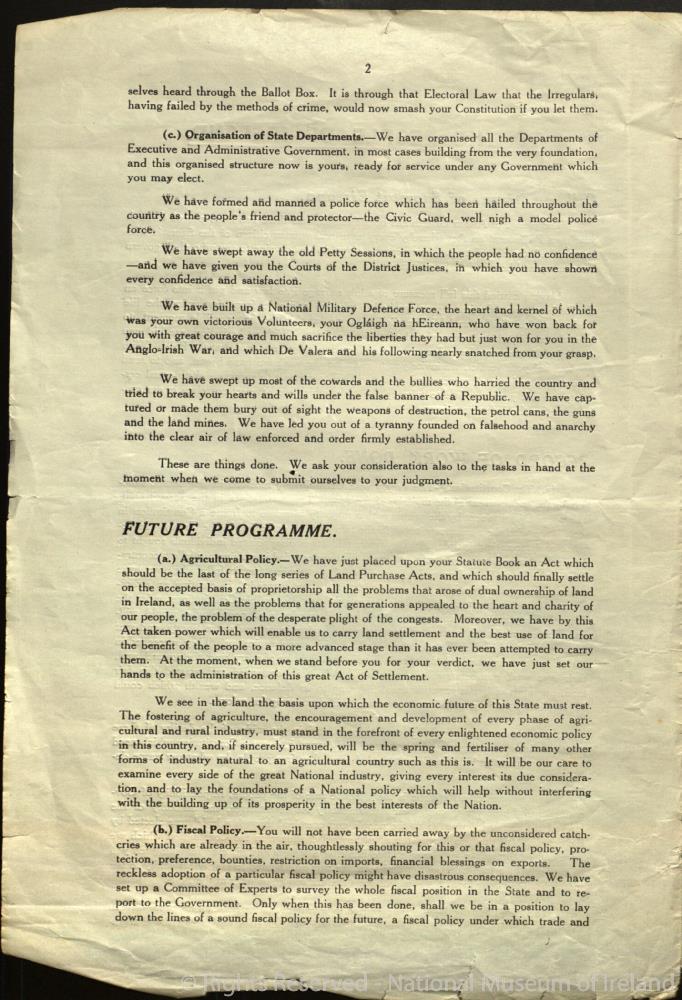 2
selves heard through the Ballot Box. It is through that Electoral Law that the Irregulars,
having failed by the methods of crime, would now smash your Constitution if you let them.
(c.) Organisation of State Departments.—We have organised all the Departments of
Executive and Administrative Government, in most cases building from the very foundation,
and this organised structure now is yours, ready for service under any Government which
you may elect.
We have formed and manned a police force which has been hailed throughout the
country as the people's friend and protector—the Civic Guard, well nigh a model police
force.
We have swept away the old Petty Sessions, in which the people had no confidence
—and we have given you the Courts of the District Justices, in which you have shown
every confidence and satisfaction.
We have built up a National Military Defence Force, the heart and kernel of which
was your own victorious Volunteers, your Ogláigh na hEireann, who have won back for
you with great courage and much sacrifice the liberties they had but just won for you in the
Anglo-Irish War, and which De Valera and his following nearly snatched from your grasp.
We have swept up most of the cowards and the bullies who harried the country and
tried to break your hearts and wills under the false banner of a Republic. We have cap-
tured or made them bury out of sight the weapons of destruction, the petrol cans, the guns
and the land mines. We have led you out of a tyranny founded on falsehood and anarchy
into the clear air of law enforced and order firmly established.
These are things done. We ask your consideration also to the tasks in hand at the
moment when we come to submit ourselves to your judgment.
FUTURE PROGRAMME.
(a.) Agricultural Policy.—We have just placed upon your Statute Book an Act which
should be the last of the long series of Land Purchase Acts, and which should finally settle
on the accepted basis of proprietorship all the problems that arose of dual ownership of land
in Ireland, as well as the problems that for generations appealed to the heart and charity of
our people, the problem of the desperate plight of the congests. Moreover, we have by this
Act taken power which will enable us to carry land settlement and the best use of land for
the benefit of the people to a more advanced stage than it has ever been attempted to carry
them. At the moment, when we stand before you for your verdict, we have just set our
hands to the administration of this great Act of Settlement.
We see in the land the basis upon which the economic future of this State must rest.
The fostering of agriculture, the encouragement and development of every phase of agri-
cultural and rural industry, must stand in the forefront of every enlightened economic policy
in this country, and, if sincerely pursued, will be the spring and fertiliser of many other
forms of industry natural to an agricultural country such as this is. It will be our care to
examine every side of the great National industry, giving every interest its due considera-
tion, and to lay the foundations of a National policy which will help without interfering
with the building up of its prosperity in the best interests of the Nation.
(b.) Fiscal Policy.—You will not have been carried away by the unconsidered catch-
cries which are already in the air, thoughtlessly shouting for this or that fiscal policy, pro-
tection, preference, bounties, restriction on imports, financial blessings on exports. The
reckless adoption of a particular fiscal policy might have disastrous consequences. We have
set up a Committee of Experts to survey the whole fiscal position in the State and to re-
port to the Government. Only when this has been done, shall we be in a position to lay
down the lines of a sound fiscal policy for the future, a fiscal policy under which trade and
© Rights Reserved - National Museum of Ireland